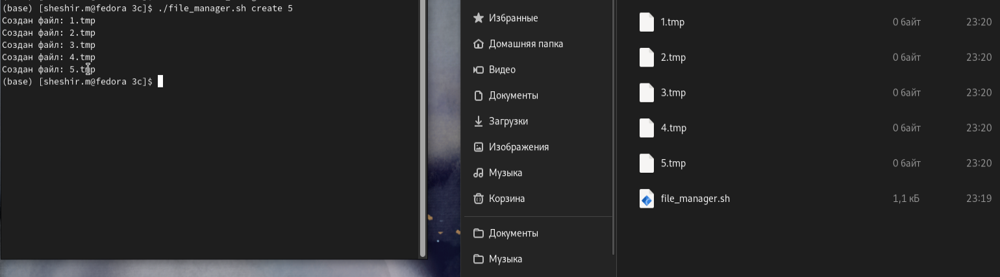 (base) [sheshir.m@fedora 3c]$ ./file_manager.sh create 5
Создан файл: 1.tmp
Создан файл: 2.tmp
Создан файл: 3.tmp
Создан файл: 4.tmp
Создан файл: 5.tmp
(base) [sheshir.m@fedora 3c]$
Избранные
Домашняя папка
Видео
Документы
Загрузки
Изображения
Музыка
Корзина
Документы
Музыка
1.tmp 0 байт 23:20
2.tmp 0 байт 23:20
3.tmp 0 байт 23:20
4.tmp 0 байт 23:20
5.tmp 0 байт 23:20
file_manager.sh 1,1 кБ 23:19